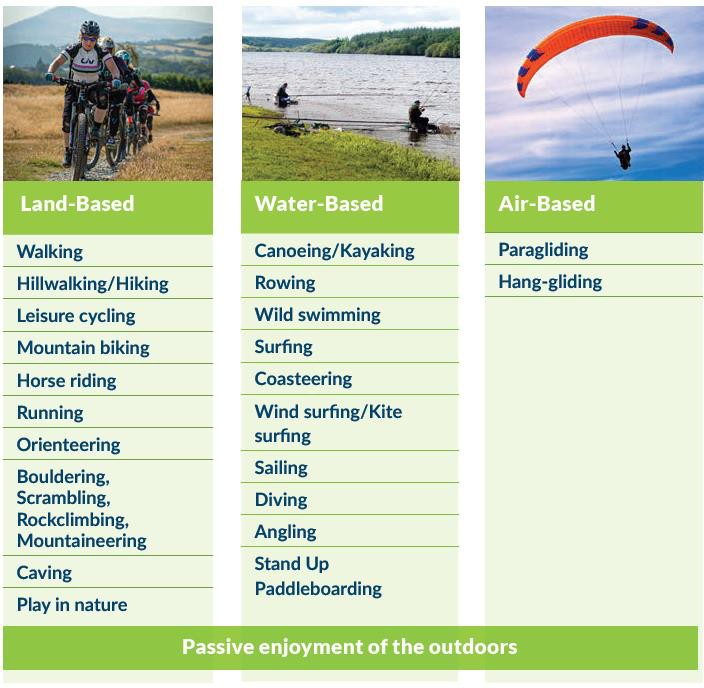 Land-Based
Walking
Hillwalking/Hiking
Leisure cycling
Mountain biking
Horse riding
Running
Orienteering
Bouldering,
Scrambling,
Rockclimbing,
Mountaineering
Caving
Play in nature
Water-Based
Canoeing/Kayaking
Rowing
Wild swimming
Surfing
Coasteering
Wind surfing/Kite
surfing
Sailing
Diving
Angling
Stand Up
Paddleboarding
Air-Based
Paragliding
Hang-gliding
Passive enjoyment of the outdoors